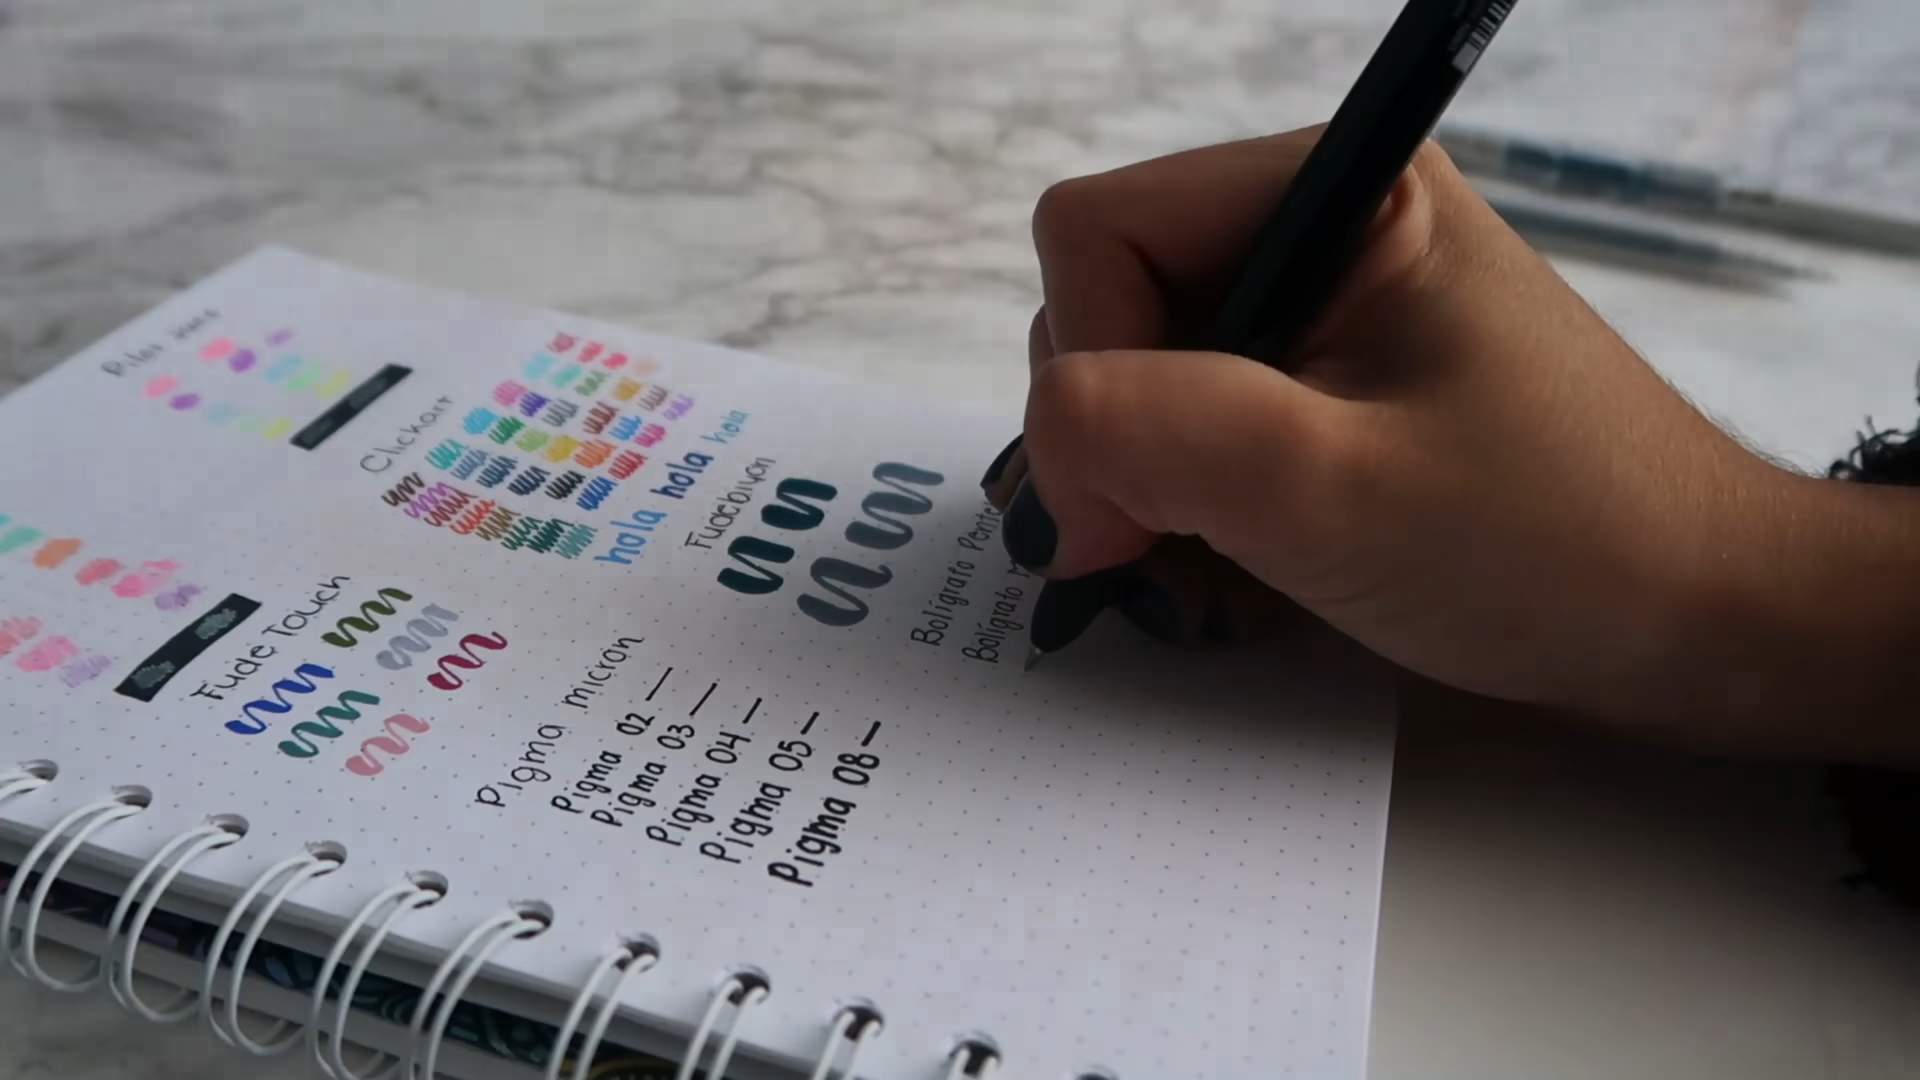 Clickart
hola hola hola
Fude Touch
Fudebiyori
Pigma micron
Pigma 02
Pigma 03
Pigma 04
Pigma 05
Pigma 08
Bolígrafo
Bolígrafo